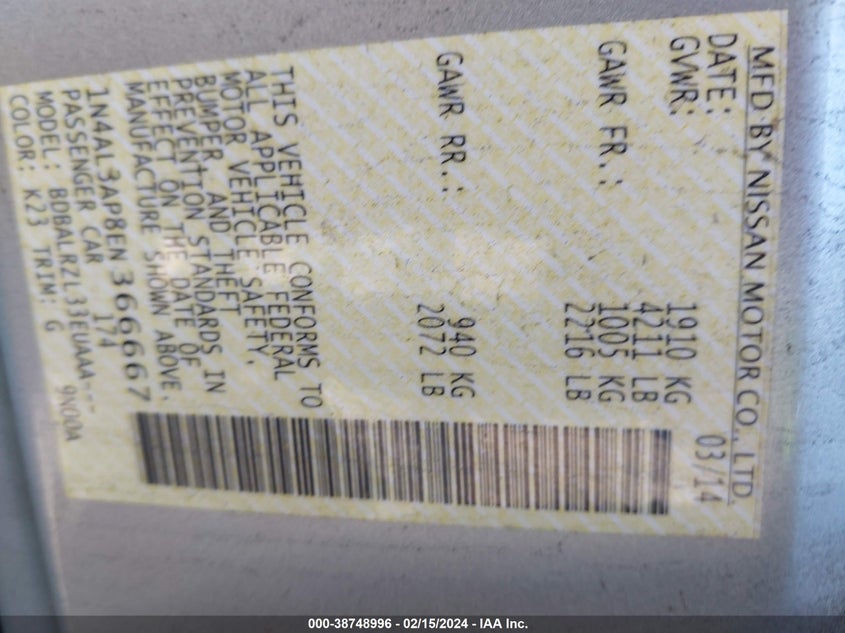 MFD BY NISSAN MOTOR CO., LTD.
DATE: 03/14
GVWR: 1910 KG
4211 LB
GAWR FR.: 1005 KG
2216 LB
GAWR RR.: 940 KG
2072 LB
THIS VEHICLE CONFORMS TO
ALL APPLICABLE FEDERAL
MOTOR VEHICLE SAFETY,
BUMPER, AND THEFT
PREVENTION STANDARDS IN
EFFECT ON THE DATE OF
MANUFACTURE SHOWN ABOVE.
1N4AL3AP8EN366667
PASSENGER CAR 174
MODEL: BDBALRZL33EUAAA---
COLOR: K23 TRIM: G 9N00A
000-38748996 - 02/15/2024 - IAA Inc.